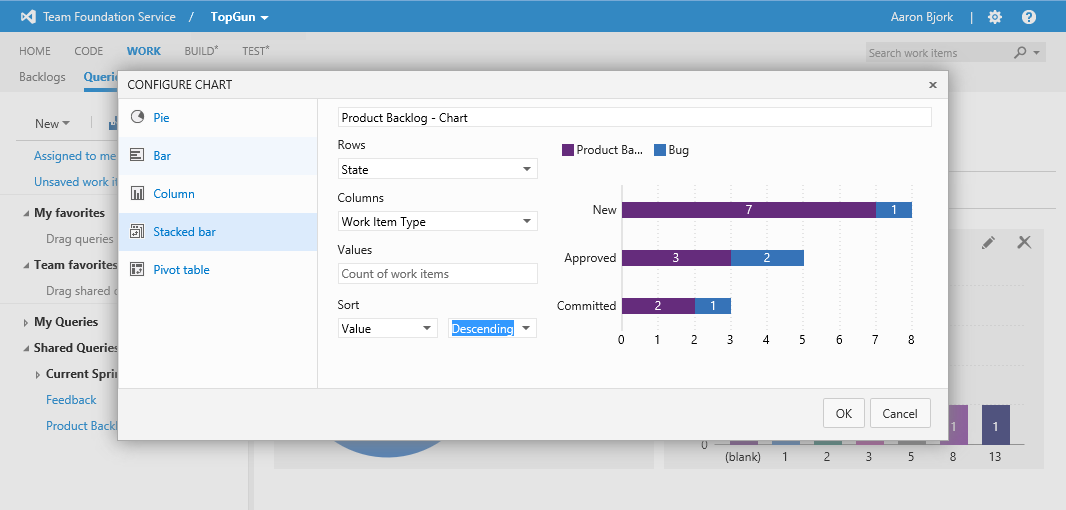 Team Foundation Service / TopGun
Aaron Bjork | ?
HOME CODE WORK BUILD* TEST*
Search work items
Backlogs Queri
CONFIGURE CHART ×
New
Assigned to me
Unsaved work it
My favorites
Drag queries
Team favorites
Drag shared
My Queries
Shared Queries
Current Spri
Feedback
Product Back
Pie
Bar
Column
Stacked bar
Pivot table
Product Backlog - Chart
Rows
State
Columns
Work Item Type
Values
Count of work items
Sort
Value Descending
Product Ba... Bug
New 7 1
Approved 3 2
Committed 2 1
0 1 2 3 4 5 6 7 8
OK Cancel
1 1
0
(blank) 1 2 3 5 8 13